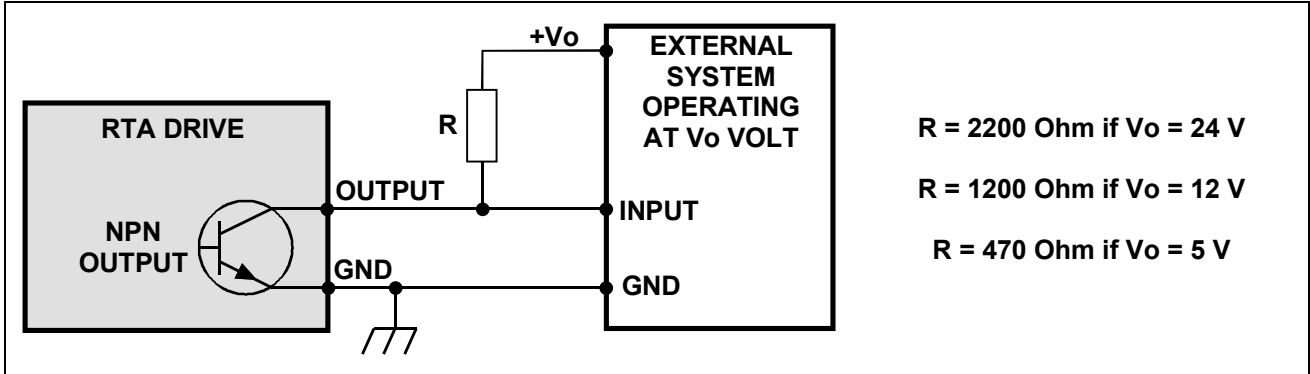 +Vo
EXTERNAL
SYSTEM
OPERATING
AT Vo VOLT
RTA DRIVE
R
R = 2200 Ohm if Vo = 24 V
R = 1200 Ohm if Vo = 12 V
R = 470 Ohm if Vo = 5 V
OUTPUT
INPUT
NPN
OUTPUT
GND
GND